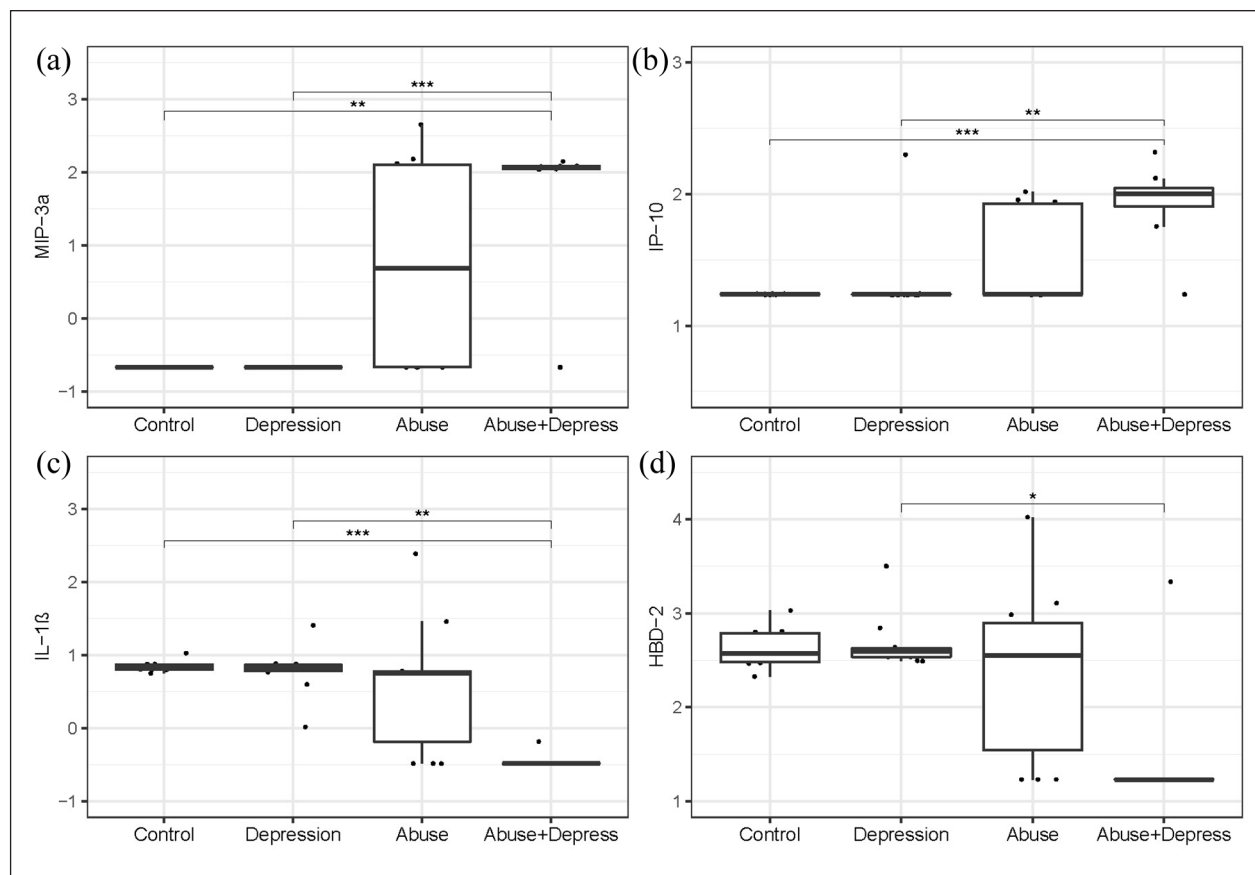 (a)
MIP−3a
3
2
1
0
−1
***
**
Control Depression Abuse Abuse+Depress
(b)
IP−10
3
2
1
**
***
Control Depression Abuse Abuse+Depress
(c)
IL−1ß
3
2
1
0
−1
**
***
Control Depression Abuse Abuse+Depress
(d)
HBD−2
4
3
2
1
*
Control Depression Abuse Abuse+Depress